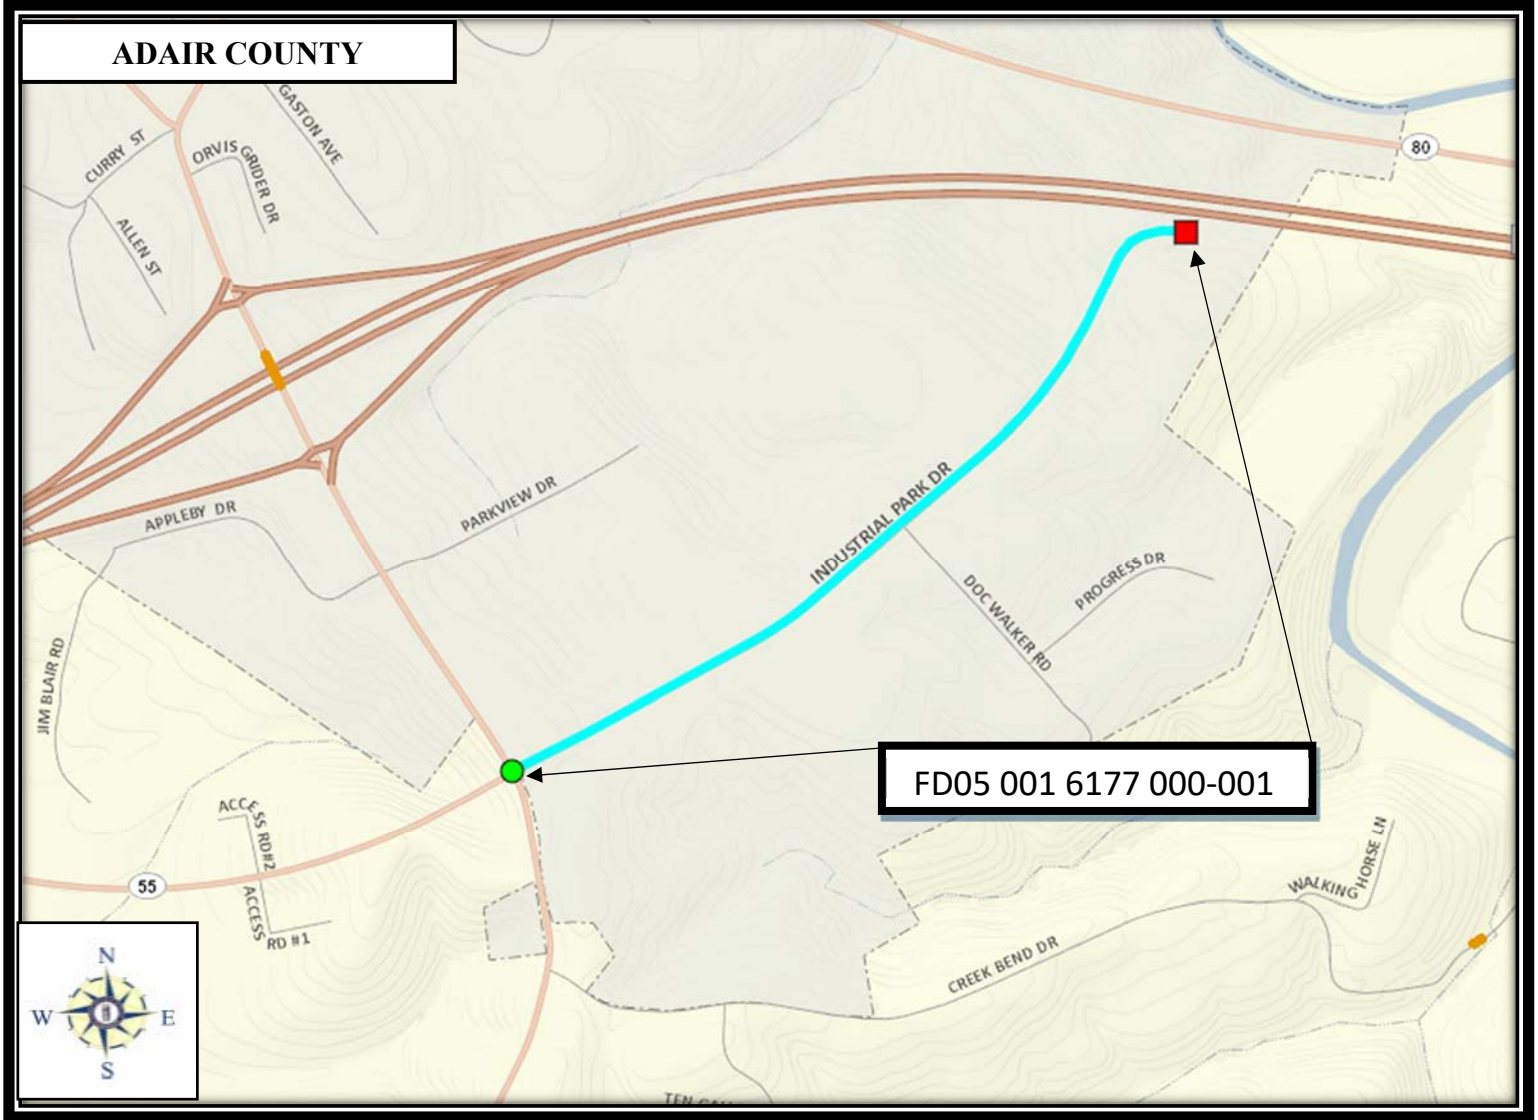 ADAIR COUNTY
GASTON AVE
CURRY ST
ORVIS GRIDER DR
80
ALLEN ST
INDUSTRIAL PARK DR
PARKVIEW DR
APPLEBY DR
PROGRESS DR
DOC WALKER RD
JIM BLAIR RD
FD05 001 6177 000-001
ACCESS RD#2
WALKING HORSE LN
55
ACCESS RD #1
CREEK BEND DR
N
W E
S
TEN